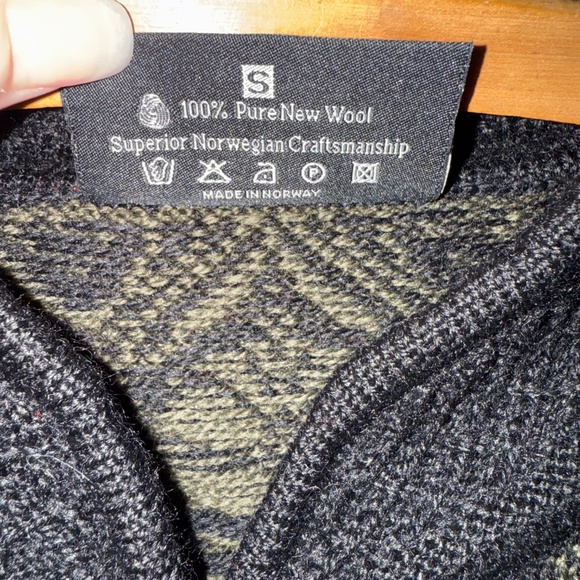 S
100% Pure New Wool
Superior Norwegian Craftsmanship
P
MADE IN NORWAY